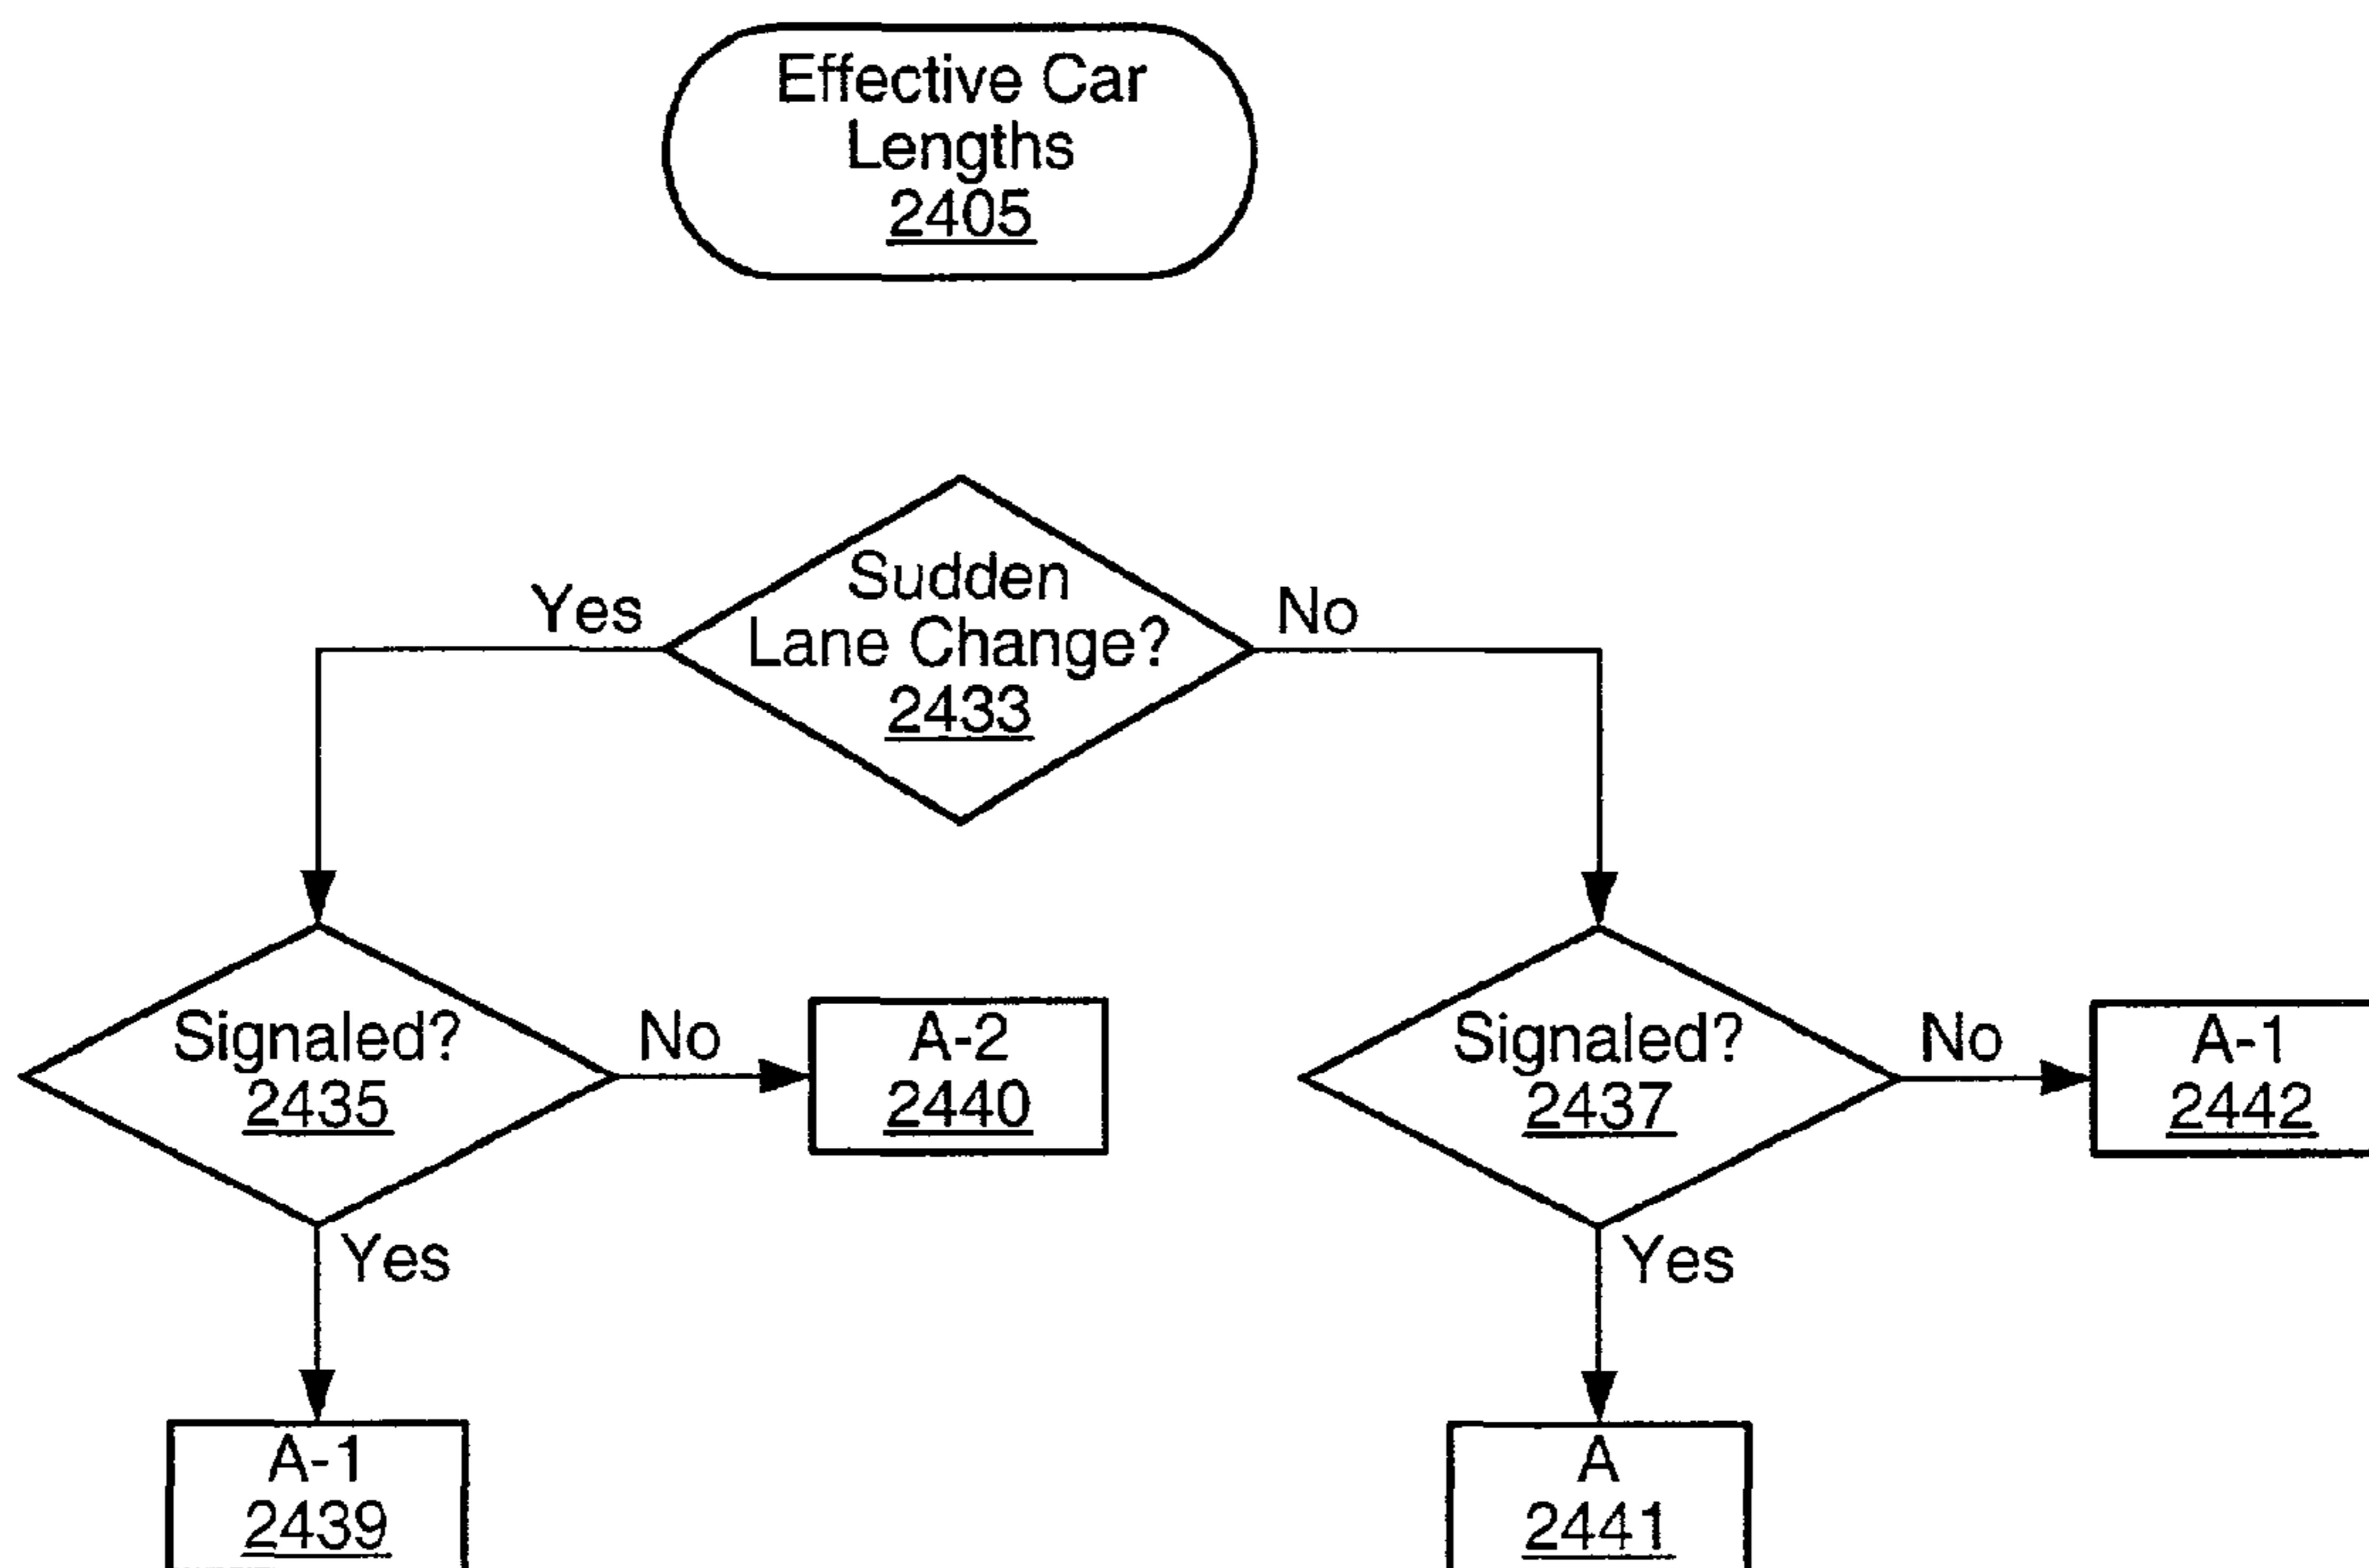 Effective Car
Lengths
2405
Sudden
Lane Change?
2433
Yes
No
Signaled?
2435
No
A-2
2440
Signaled?
2437
No
A-1
2442
Yes
Yes
A-1
2439
A
2441